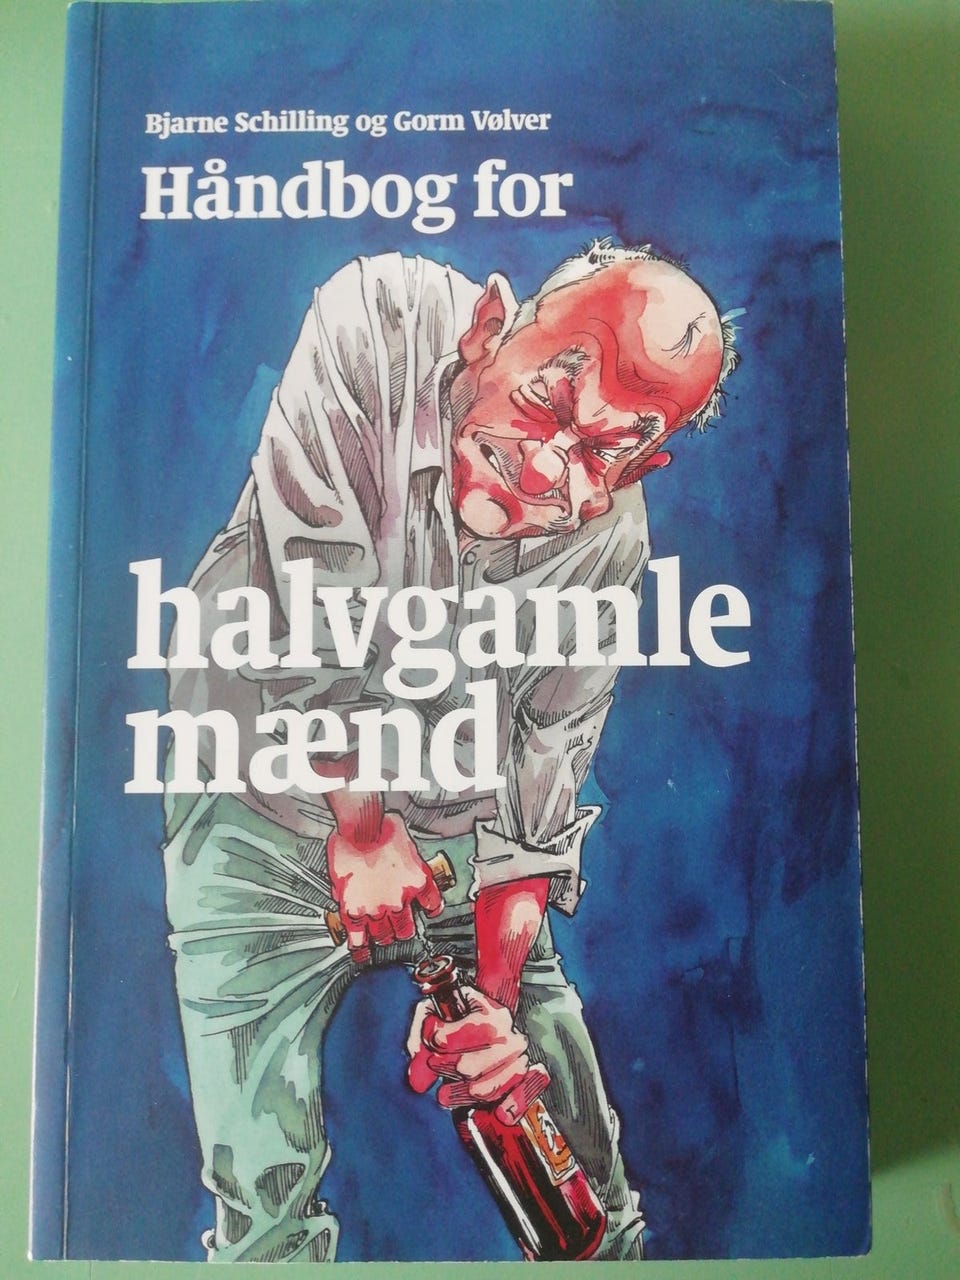 Bjarne Schilling og Gorm Vølver
Håndbog for
halvgamle
mænd